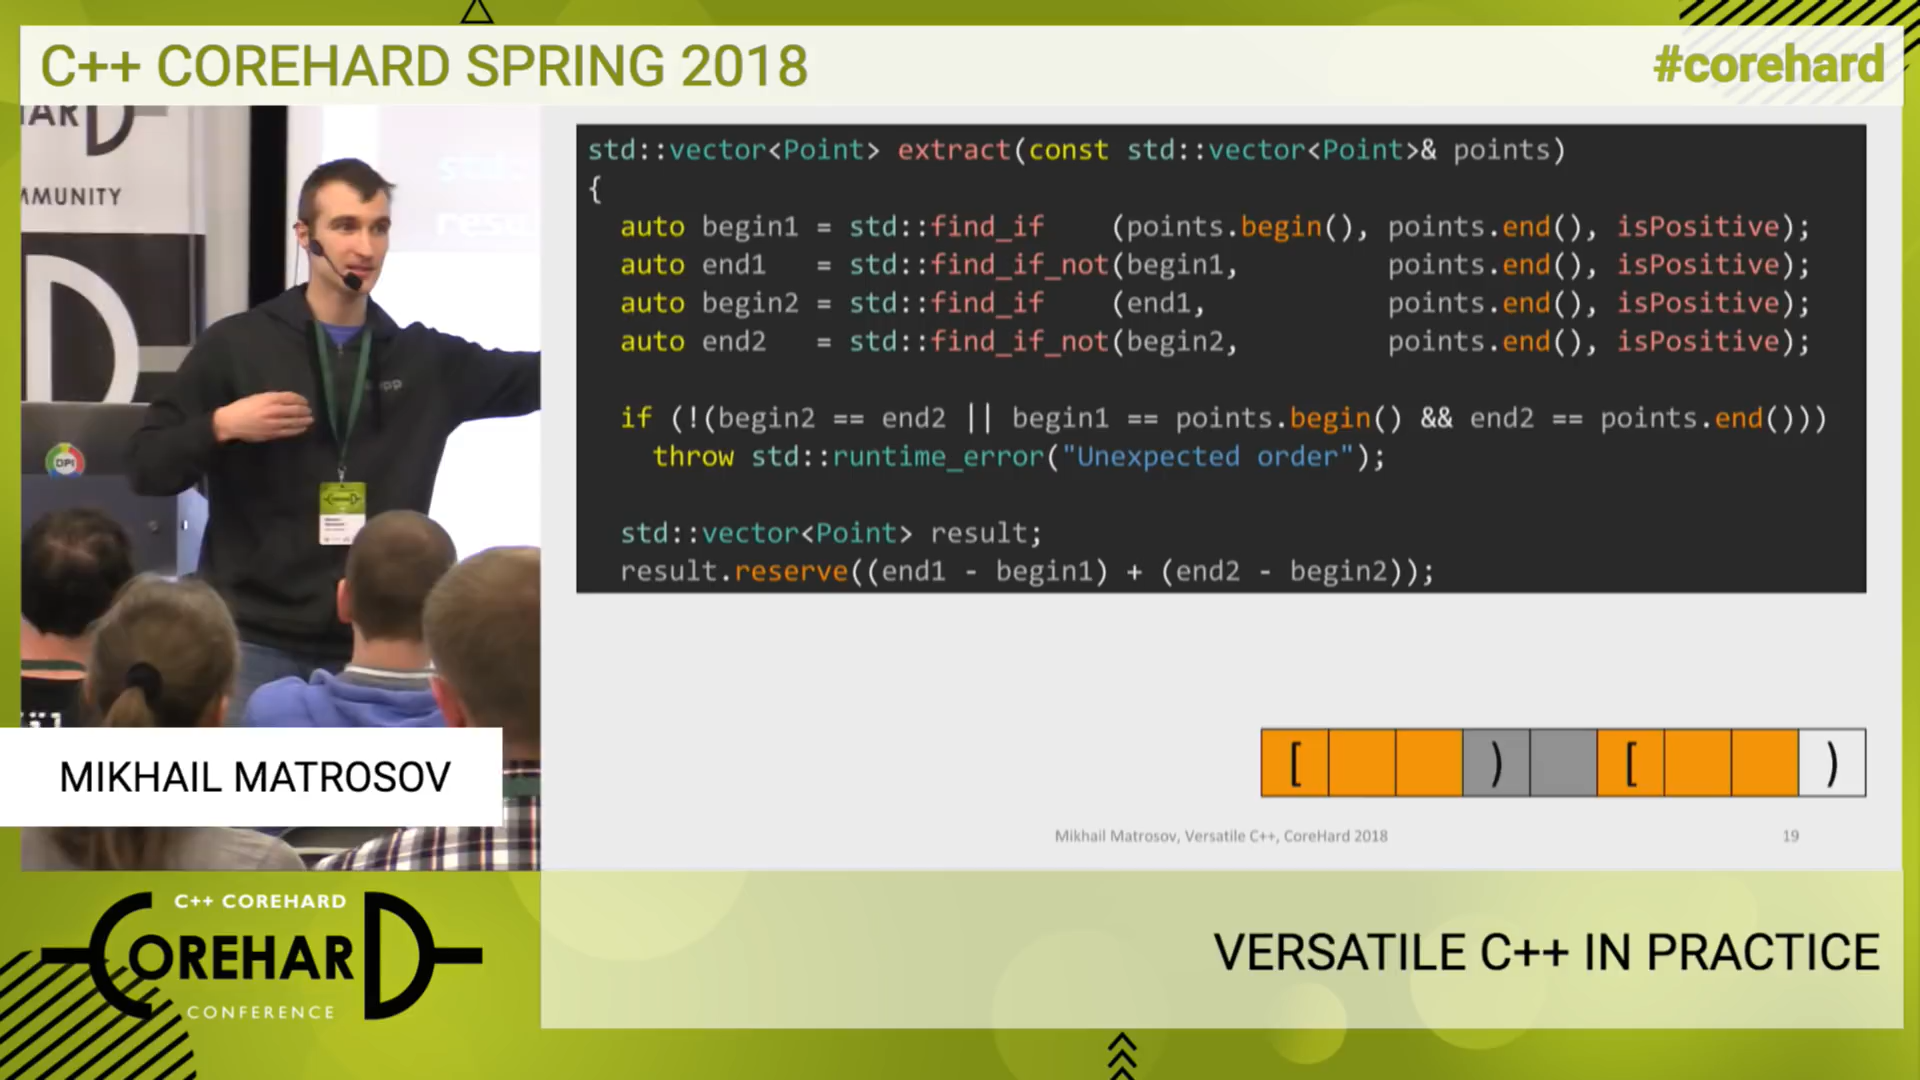 C++ COREHARD SPRING 2018
#corehard
std::vector<Point> extract(const std::vector<Point>& points)
{
auto begin1 = std::find_if (points.begin(), points.end(), isPositive);
auto end1 = std::find_if_not(begin1, points.end(), isPositive);
auto begin2 = std::find_if (end1, points.end(), isPositive);
auto end2 = std::find_if_not(begin2, points.end(), isPositive);
if (!(begin2 == end2 || begin1 == points.begin() && end2 == points.end()))
throw std::runtime_error("Unexpected order");
std::vector<Point> result;
result.reserve((end1 - begin1) + (end2 - begin2));
[ ) [ )
Mikhail Matrosov, Versatile C++, CoreHard 2018
19
DPI
MIKHAIL MATROSOV
C++ COREHARD
COREHARD
CONFERENCE
VERSATILE C++ IN PRACTICE